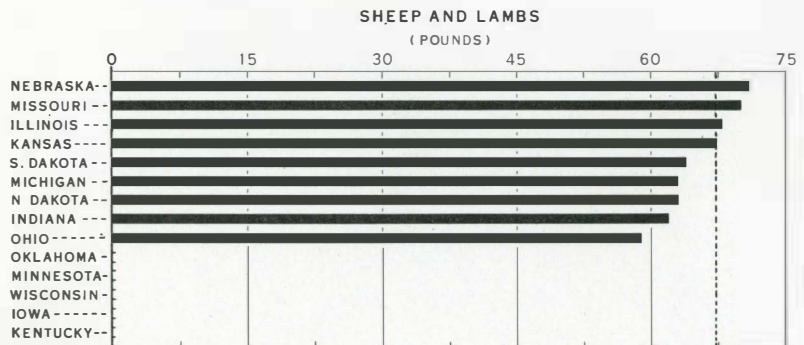 SHEEP AND LAMBS
(POUNDS)
0 15 30 45 60 75
NEBRASKA--
MISSOURI --
ILLINOIS ---
KANSAS---
S. DAKOTA--
MICHIGAN --
N DAKOTA--
INDIANA ---
OHIO------
OKLAHOMA -
MINNESOTA-
WISCONSIN -
IOWA------
KENTUCKY--